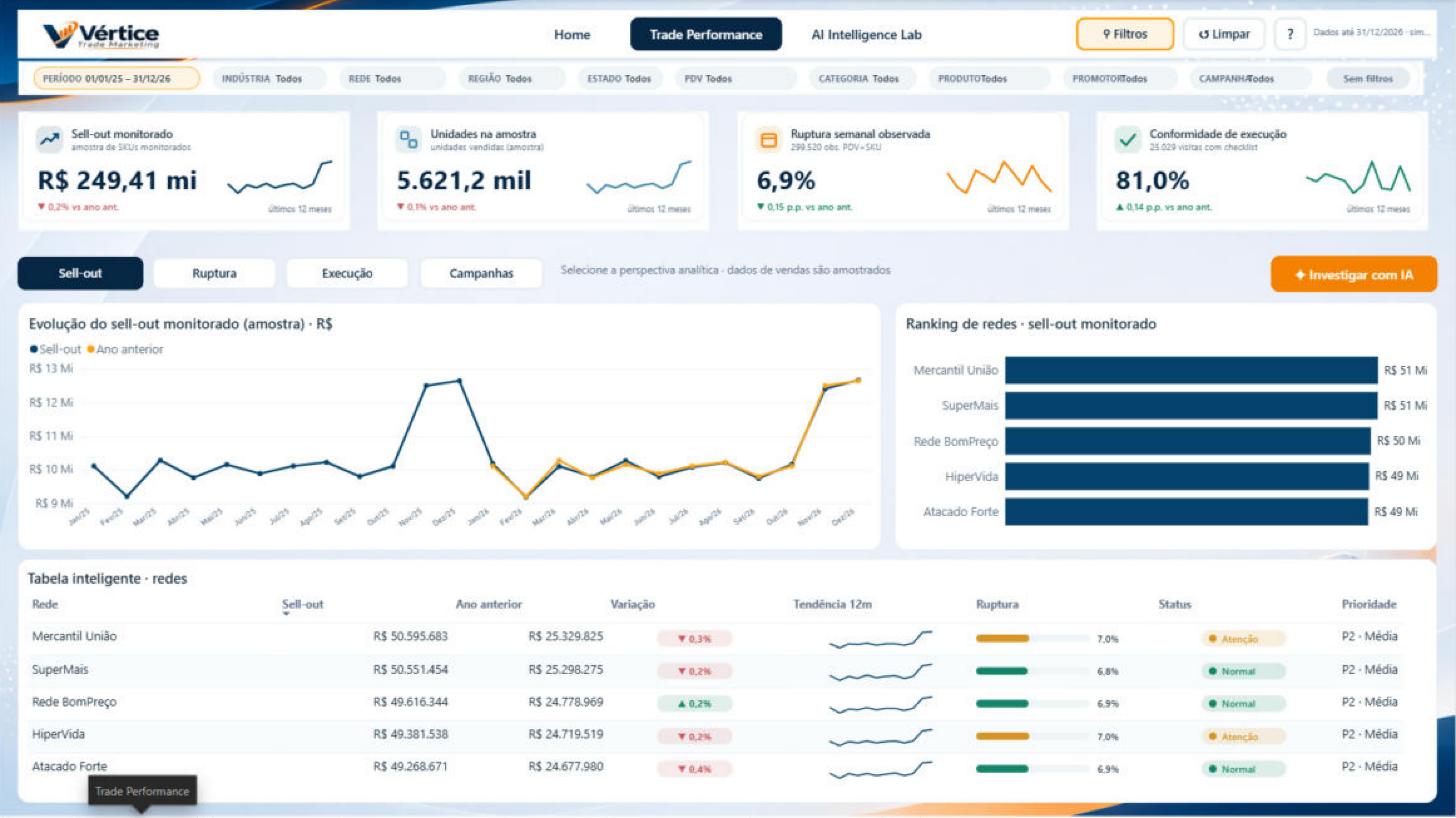 Vértice
Trade Marketing
Home
Trade Performance
AI Intelligence Lab
Filtros
Limpar
?
Dados até 31/12/2026 · sim...
PERÍODO 01/01/25 – 31/12/26
INDÚSTRIA Todos
REDE Todos
REGIÃO Todos
ESTADO Todos
PDV Todos
CATEGORIA Todos
PRODUTOTodos
PROMOTORTodos
CAMPANHATodos
Sem filtros
Sell-out monitorado
amostra de SKUs monitorados
R$ 249,41 mi
▼ 0,2% vs ano ant.
últimos 12 meses
Unidades na amostra
unidades vendidas (amostra)
5.621,2 mil
▼ 0,1% vs ano ant.
últimos 12 meses
Ruptura semanal observada
299.520 obs. PDV×SKU
6,9%
▼ 0,15 p.p. vs ano ant.
últimos 12 meses
Conformidade de execução
25.029 visitas com checklist
81,0%
▲ 0,14 p.p. vs ano ant.
últimos 12 meses
Sell-out
Ruptura
Execução
Campanhas
Selecione a perspectiva analítica · dados de vendas são amostrados
✦ Investigar com IA
Evolução do sell-out monitorado (amostra) · R$
Sell-out Ano anterior
R$ 13 Mi
R$ 12 Mi
R$ 11 Mi
R$ 10 Mi
R$ 9 Mi
Jan/25 Fev/25 Mar/25 Abr/25 Mai/25 Jun/25 Jul/25 Ago/25 Set/25 Out/25 Nov/25 Dez/25 Jan/26 Fev/26 Mar/26 Abr/26 Mai/26 Jun/26 Jul/26 Ago/26 Set/26 Out/26 Nov/26 Dez/26
Ranking de redes · sell-out monitorado
Mercantil União R$ 51 Mi
SuperMais R$ 51 Mi
Rede BomPreço R$ 50 Mi
HiperVida R$ 49 Mi
Atacado Forte R$ 49 Mi
Tabela inteligente · redes
Rede Sell-out Ano anterior Variação Tendência 12m Ruptura Status Prioridade
Mercantil União R$ 50.595.683 R$ 25.329.825 ▼ 0,3% 7,0% Atenção P2 · Média
SuperMais R$ 50.551.454 R$ 25.298.275 ▼ 0,2% 6,8% Normal P2 · Média
Rede BomPreço R$ 49.616.344 R$ 24.778.969 ▲ 0,2% 6,9% Normal P2 · Média
HiperVida R$ 49.381.538 R$ 24.719.519 ▼ 0,2% 7,0% Atenção P2 · Média
Atacado Forte R$ 49.268.671 R$ 24.677.980 ▼ 0,4% 6,9% Normal P2 · Média
Trade Performance